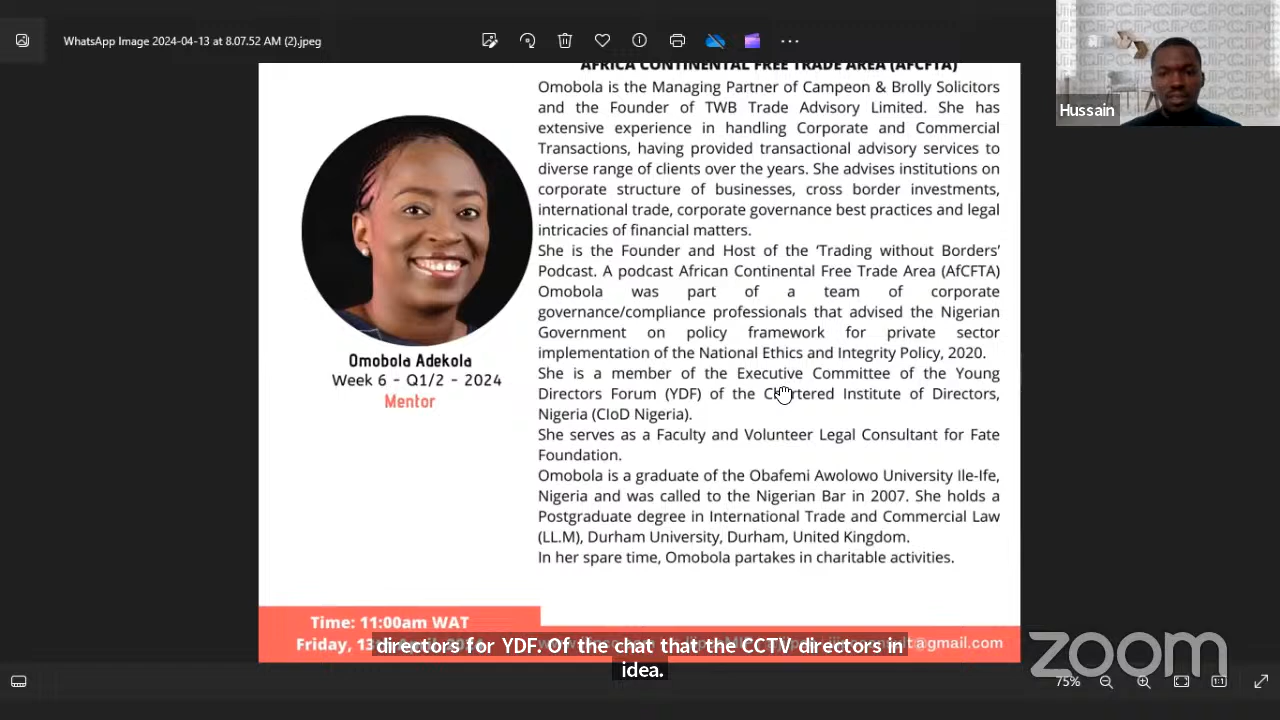 WhatsApp Image 2024-04-13 at 8.07.52 AM (2).jpeg
Hussain
AFRICA CONTINENTAL FREE TRADE AREA (AFCFTA)
Omobola is the Managing Partner of Campeon & Brolly Solicitors
and the Founder of TWB Trade Advisory Limited. She has
extensive experience in handling Corporate and Commercial
Transactions, having provided transactional advisory services to
diverse range of clients over the years. She advises institutions on
corporate structure of businesses, cross border investments,
international trade, corporate governance best practices and legal
intricacies of financial matters.
She is the Founder and Host of the ‘Trading without Borders’
Podcast. A podcast African Continental Free Trade Area (AfCFTA)
Omobola was part of a team of corporate
governance/compliance professionals that advised the Nigerian
Government on policy framework for private sector
implementation of the National Ethics and Integrity Policy, 2020.
She is a member of the Executive Committee of the Young
Directors Forum (YDF) of the Chartered Institute of Directors,
Nigeria (CIoD Nigeria).
She serves as a Faculty and Volunteer Legal Consultant for Fate
Foundation.
Omobola is a graduate of the Obafemi Awolowo University Ile-Ife,
Nigeria and was called to the Nigerian Bar in 2007. She holds a
Postgraduate degree in International Trade and Commercial Law
(LL.M), Durham University, Durham, United Kingdom.
In her spare time, Omobola partakes in charitable activities.
Omobola Adekola
Week 6 - Q1/2 - 2024
Mentor
Time: 11:00am WAT
Friday,
@gmail.com
directors for YDF. Of the chat that the CCTV directors in
idea.
zoom
75%
1:1